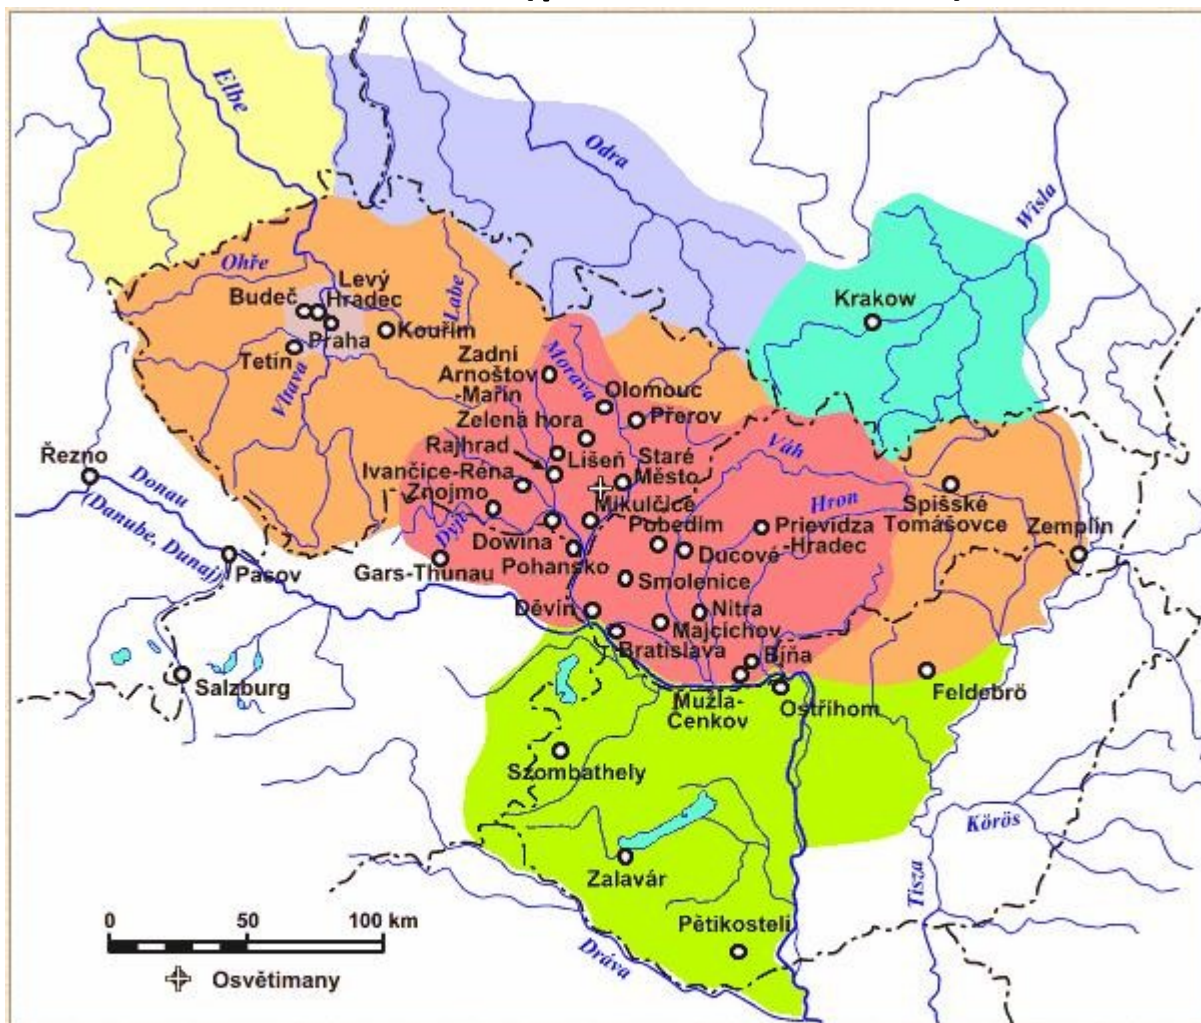 Elbe
Odra
Wisla
Ohře
Labe
Levý
Budeč
Hradec
Praha
Kouřim
Krakow
Tetín
Vltava
Zadní
Arnoštov
-Mařín
Morava
Olomouc
Přerov
Zelená hora
Rajhrad
Lišeň
Staré
Město
Váh
Řezno
Donau
(Danube, Dunaj)
Ivančice-Réna
Znojmo
Mikulčice
Hron
Spišské
Tomášovce
Zemplín
Pobedim
Prievidza
-Hradec
Dyje
Dowina
Ducové
Pohansko
Gars-Thunau
Pasov
Smolenice
Děvín
Nitra
Majcichov
Bratislava
Bíňa
Salzburg
Mužla-
Čenkov
Ostřihom
Feldebrö
Szombathely
Körös
Tisza
Zalavár
Pětikostelí
Dráva
0 50 100 km
Osvětimany